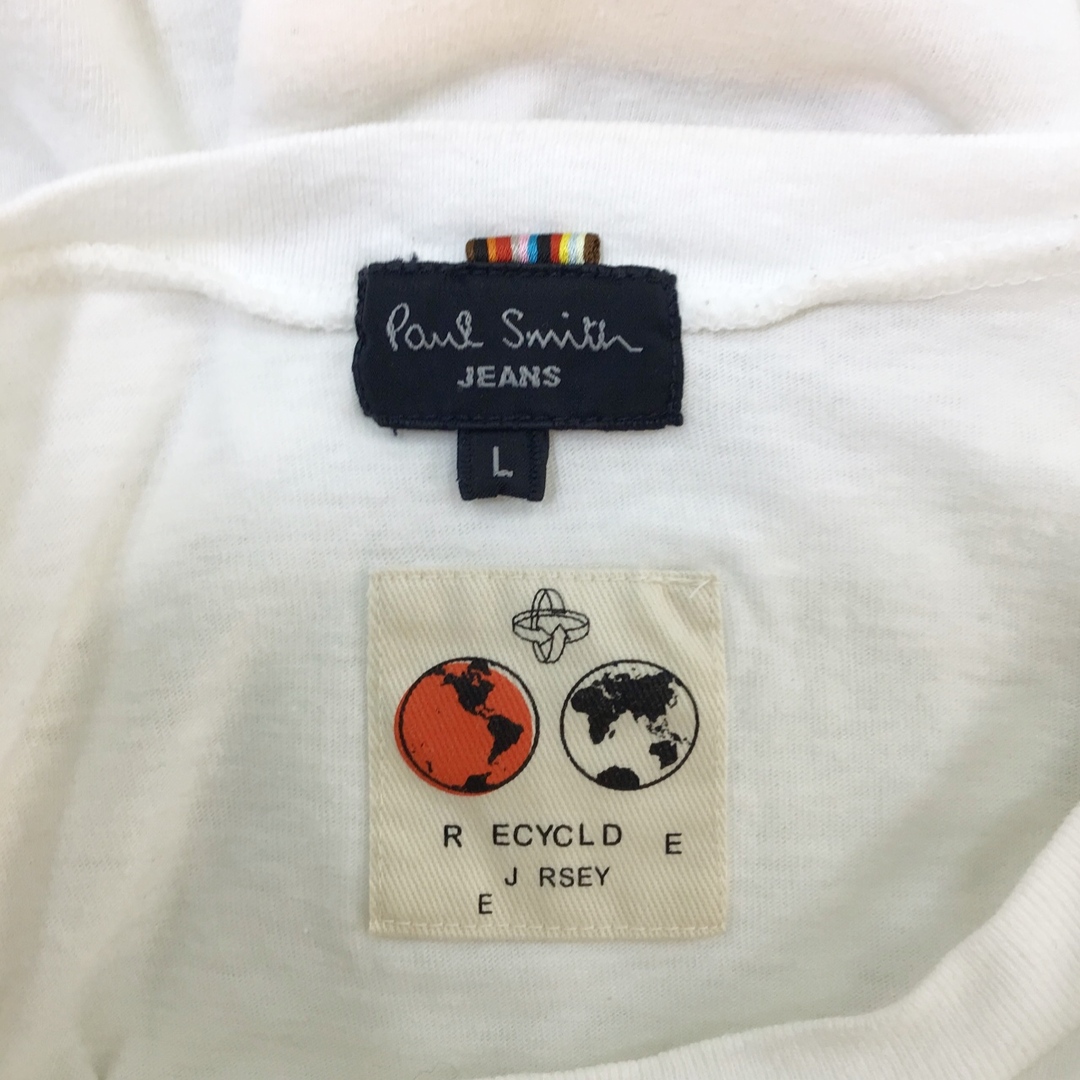 Paul Smith
JEANS
L
R ECYCLD E
J RSEY
E